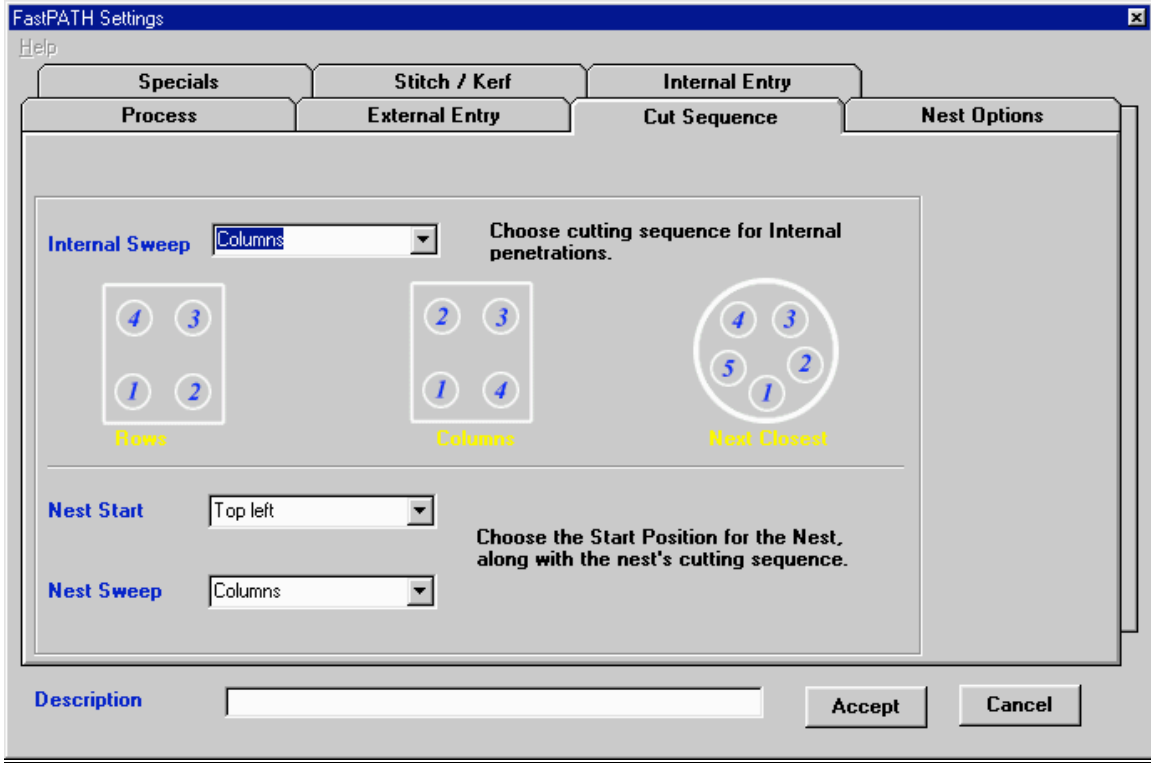 FastPATH Settings
Help
Specials
Stitch / Kerf
Internal Entry
Process
External Entry
Cut Sequence
Nest Options
Internal Sweep
Columns
Choose cutting sequence for Internal
penetrations.
4 3
1 2
Rows
2 3
1 4
Columns
4 3
5 2
1
Next Closest
Nest Start
Top left
Choose the Start Position for the Nest,
along with the nest's cutting sequence.
Nest Sweep
Columns
Description
Accept
Cancel